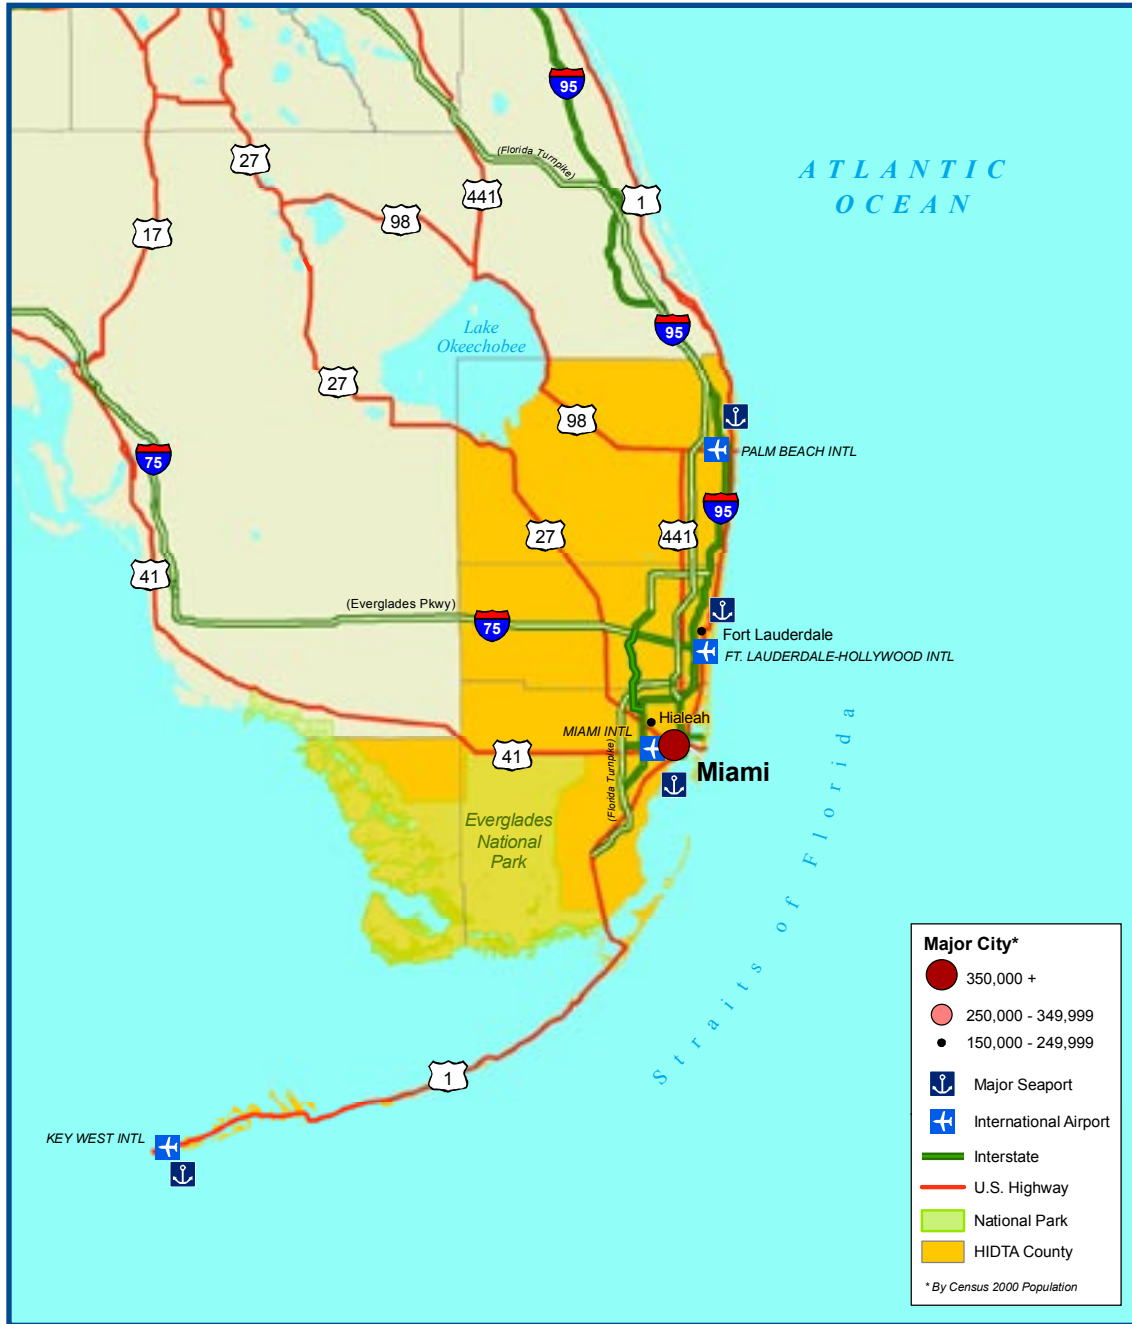 95
(Florida Turnpike)
27
441
1
ATLANTIC
OCEAN
17
98
95
Lake
Okeechobee
27
98
PALM BEACH INTL
75
95
27
441
41
(Everglades Pkwy)
75
Fort Lauderdale
FT. LAUDERDALE-HOLLYWOOD INTL
Hialeah
MIAMI INTL
41
Miami
(Florida Turnpike)
Everglades
National
Park
Straits of Florida
1
KEY WEST INTL
Major City*
350,000 +
250,000 - 349,999
150,000 - 249,999
Major Seaport
International Airport
Interstate
U.S. Highway
National Park
HIDTA County
* By Census 2000 Population